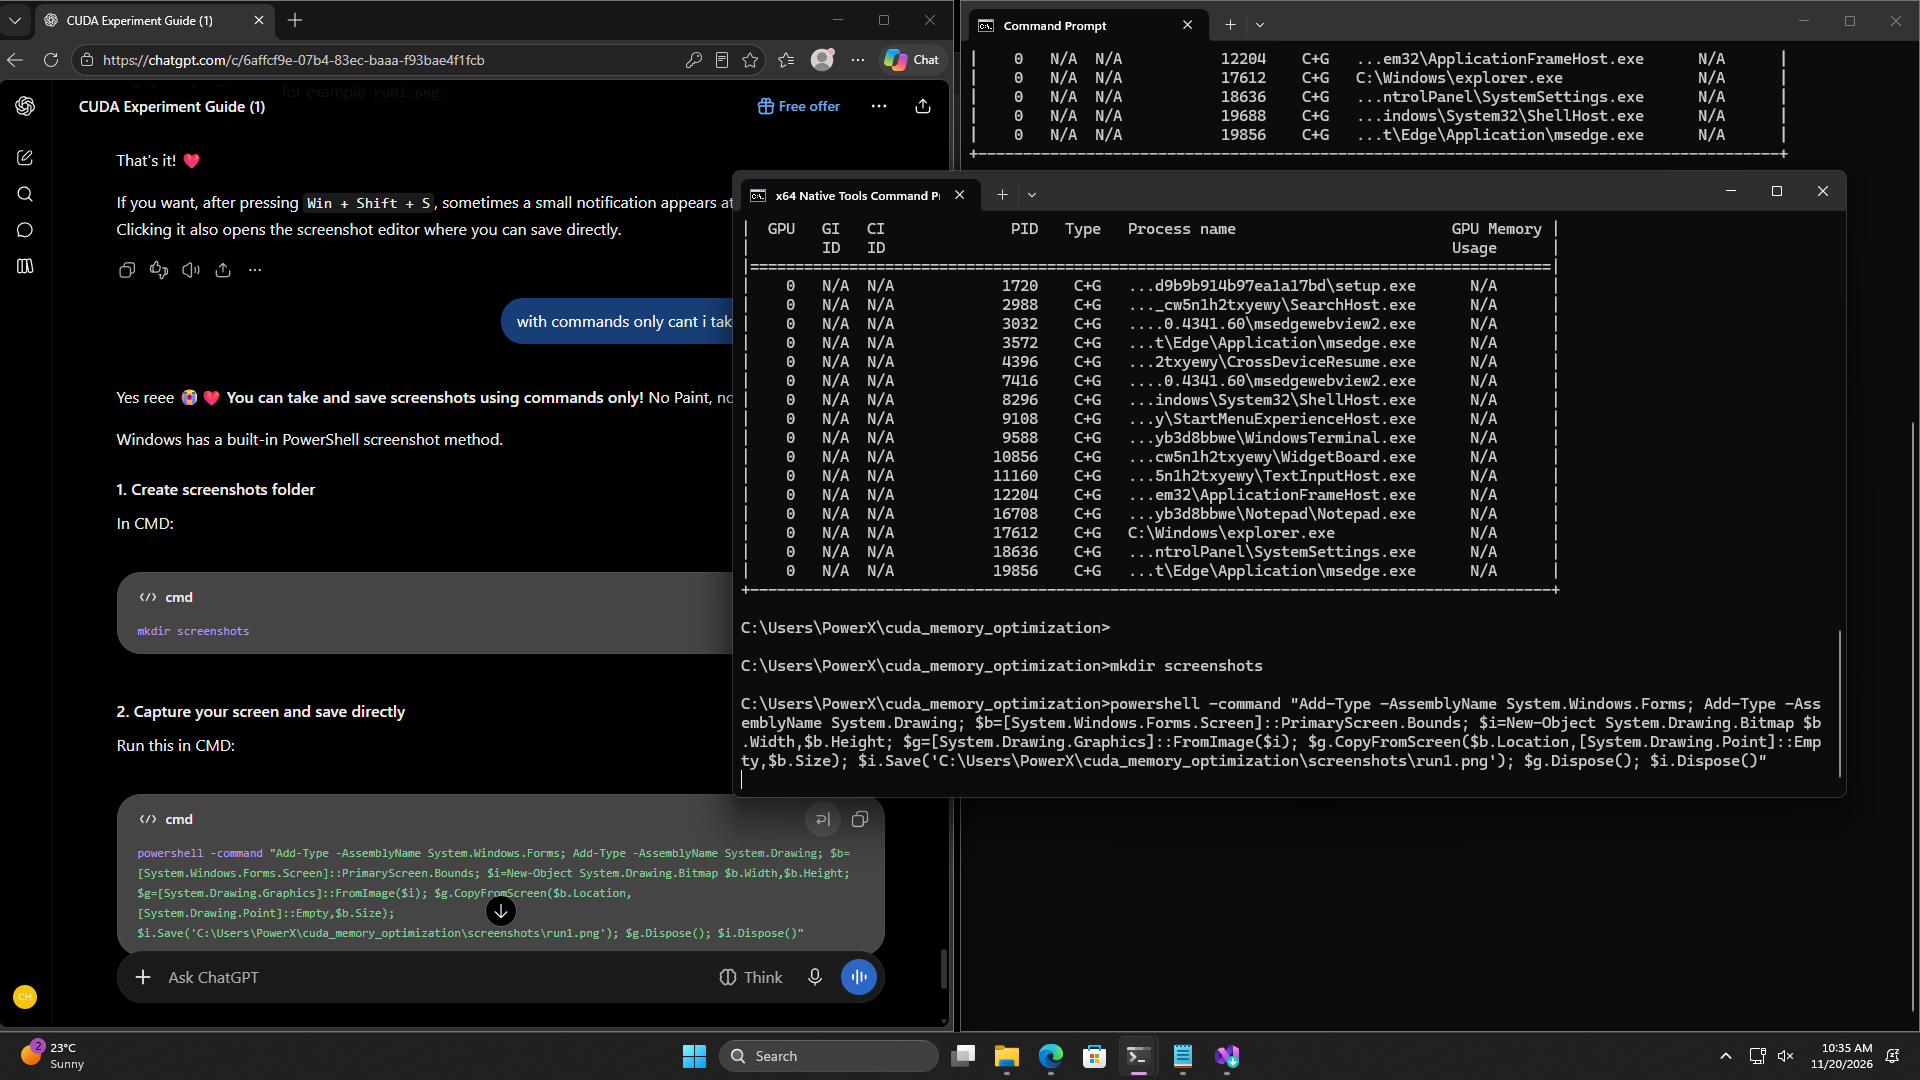 CUDA Experiment Guide (1)
https://chatgpt.com/c/6affcf9e-07b4-83ec-baaa-f93bae4f1fcb
Chat
for example run1.png.
CUDA Experiment Guide (1)
Free offer
That's it! ❤️
If you want, after pressing Win + Shift + S, sometimes a small notification appears at
Clicking it also opens the screenshot editor where you can save directly.
with commands only cant i tak
Yes reee 😭❤️ You can take and save screenshots using commands only! No Paint, no
Windows has a built-in PowerShell screenshot method.
1. Create screenshots folder
In CMD:
cmd
mkdir screenshots
2. Capture your screen and save directly
Run this in CMD:
cmd
powershell -command "Add-Type -AssemblyName System.Windows.Forms; Add-Type -AssemblyName System.Drawing; $b=
[System.Windows.Forms.Screen]::PrimaryScreen.Bounds; $i=New-Object System.Drawing.Bitmap $b.Width,$b.Height;
$g=[System.Drawing.Graphics]::FromImage($i); $g.CopyFromScreen($b.Location,
[System.Drawing.Point]::Empty,$b.Size);
$i.Save('C:\Users\PowerX\cuda_memory_optimization\screenshots\run1.png'); $g.Dispose(); $i.Dispose()"
Ask ChatGPT
Think
CH
Command Prompt
| 0 N/A N/A 12204 C+G ...em32\ApplicationFrameHost.exe N/A |
| 0 N/A N/A 17612 C+G C:\Windows\explorer.exe N/A |
| 0 N/A N/A 18636 C+G ...ntrolPanel\SystemSettings.exe N/A |
| 0 N/A N/A 19688 C+G ...indows\System32\ShellHost.exe N/A |
| 0 N/A N/A 19856 C+G ...t\Edge\Application\msedge.exe N/A |
x64 Native Tools Command P
| GPU GI CI PID Type Process name GPU Memory |
| ID ID Usage |
| 0 N/A N/A 1720 C+G ...d9b9b914b97ea1a17bd\setup.exe N/A |
| 0 N/A N/A 2988 C+G ..._cw5n1h2txyewy\SearchHost.exe N/A |
| 0 N/A N/A 3032 C+G ....0.4341.60\msedgewebview2.exe N/A |
| 0 N/A N/A 3572 C+G ...t\Edge\Application\msedge.exe N/A |
| 0 N/A N/A 4396 C+G ...2txyewy\CrossDeviceResume.exe N/A |
| 0 N/A N/A 7416 C+G ....0.4341.60\msedgewebview2.exe N/A |
| 0 N/A N/A 8296 C+G ...indows\System32\ShellHost.exe N/A |
| 0 N/A N/A 9108 C+G ...y\StartMenuExperienceHost.exe N/A |
| 0 N/A N/A 9588 C+G ...yb3d8bbwe\WindowsTerminal.exe N/A |
| 0 N/A N/A 10856 C+G ...cw5n1h2txyewy\WidgetBoard.exe N/A |
| 0 N/A N/A 11160 C+G ...5n1h2txyewy\TextInputHost.exe N/A |
| 0 N/A N/A 12204 C+G ...em32\ApplicationFrameHost.exe N/A |
| 0 N/A N/A 16708 C+G ...yb3d8bbwe\Notepad\Notepad.exe N/A |
| 0 N/A N/A 17612 C+G C:\Windows\explorer.exe N/A |
| 0 N/A N/A 18636 C+G ...ntrolPanel\SystemSettings.exe N/A |
| 0 N/A N/A 19856 C+G ...t\Edge\Application\msedge.exe N/A |
C:\Users\PowerX\cuda_memory_optimization>
C:\Users\PowerX\cuda_memory_optimization>mkdir screenshots
C:\Users\PowerX\cuda_memory_optimization>powershell -command "Add-Type -AssemblyName System.Windows.Forms; Add-Type -Ass
emblyName System.Drawing; $b=[System.Windows.Forms.Screen]::PrimaryScreen.Bounds; $i=New-Object System.Drawing.Bitmap $b
.Width,$b.Height; $g=[System.Drawing.Graphics]::FromImage($i); $g.CopyFromScreen($b.Location,[System.Drawing.Point]::Emp
ty,$b.Size); $i.Save('C:\Users\PowerX\cuda_memory_optimization\screenshots\run1.png'); $g.Dispose(); $i.Dispose()"
2
23°C
Sunny
Search
10:35 AM
11/20/2026